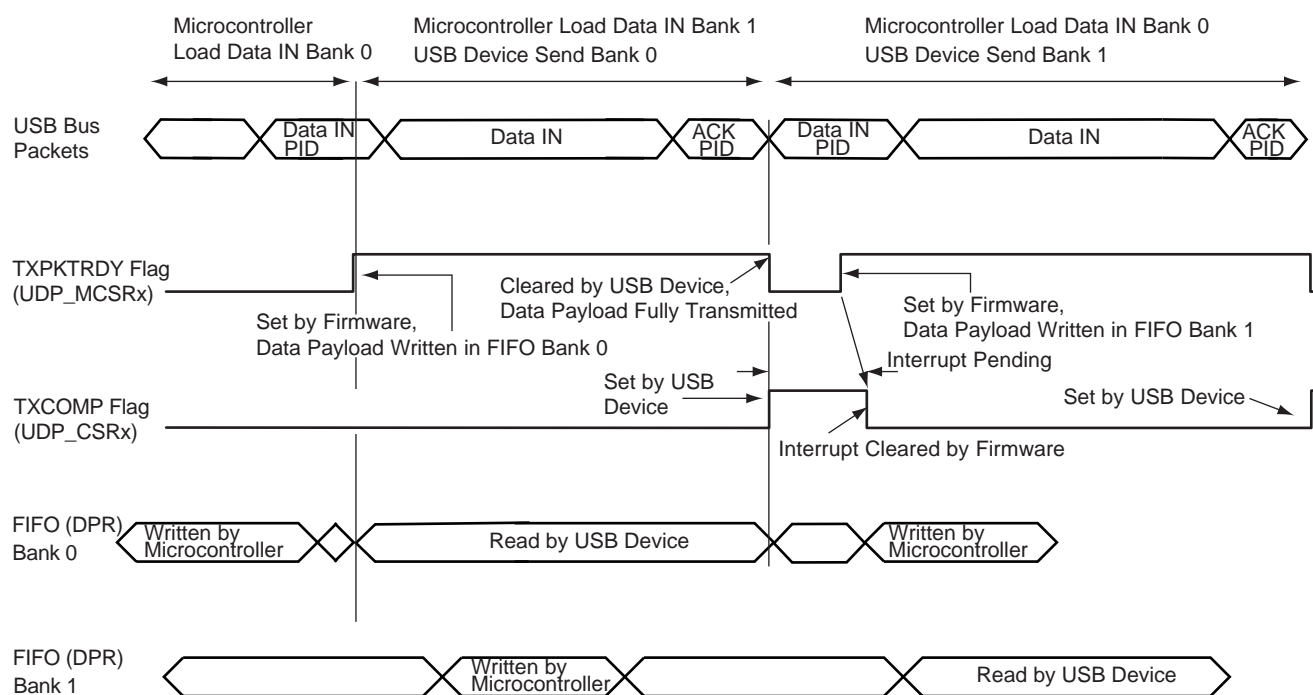 Microcontroller
Load Data IN Bank 0
Microcontroller Load Data IN Bank 1
USB Device Send Bank 0
Microcontroller Load Data IN Bank 0
USB Device Send Bank 1
USB Bus
Packets
Data IN
PID
Data IN
ACK
PID
Data IN
PID
Data IN
ACK
PID
TXPKTRDY Flag
(UDP_MCSRx)
Set by Firmware,
Data Payload Written in FIFO Bank 0
Cleared by USB Device,
Data Payload Fully Transmitted
Set by Firmware,
Data Payload Written in FIFO Bank 1
Interrupt Pending
Set by USB
Device
TXCOMP Flag
(UDP_CSRx)
Set by USB Device
Interrupt Cleared by Firmware
FIFO (DPR)
Bank 0
Written by
Microcontroller
Read by USB Device
Written by
Microcontroller
FIFO (DPR)
Bank 1
Written by
Microcontroller
Read by USB Device